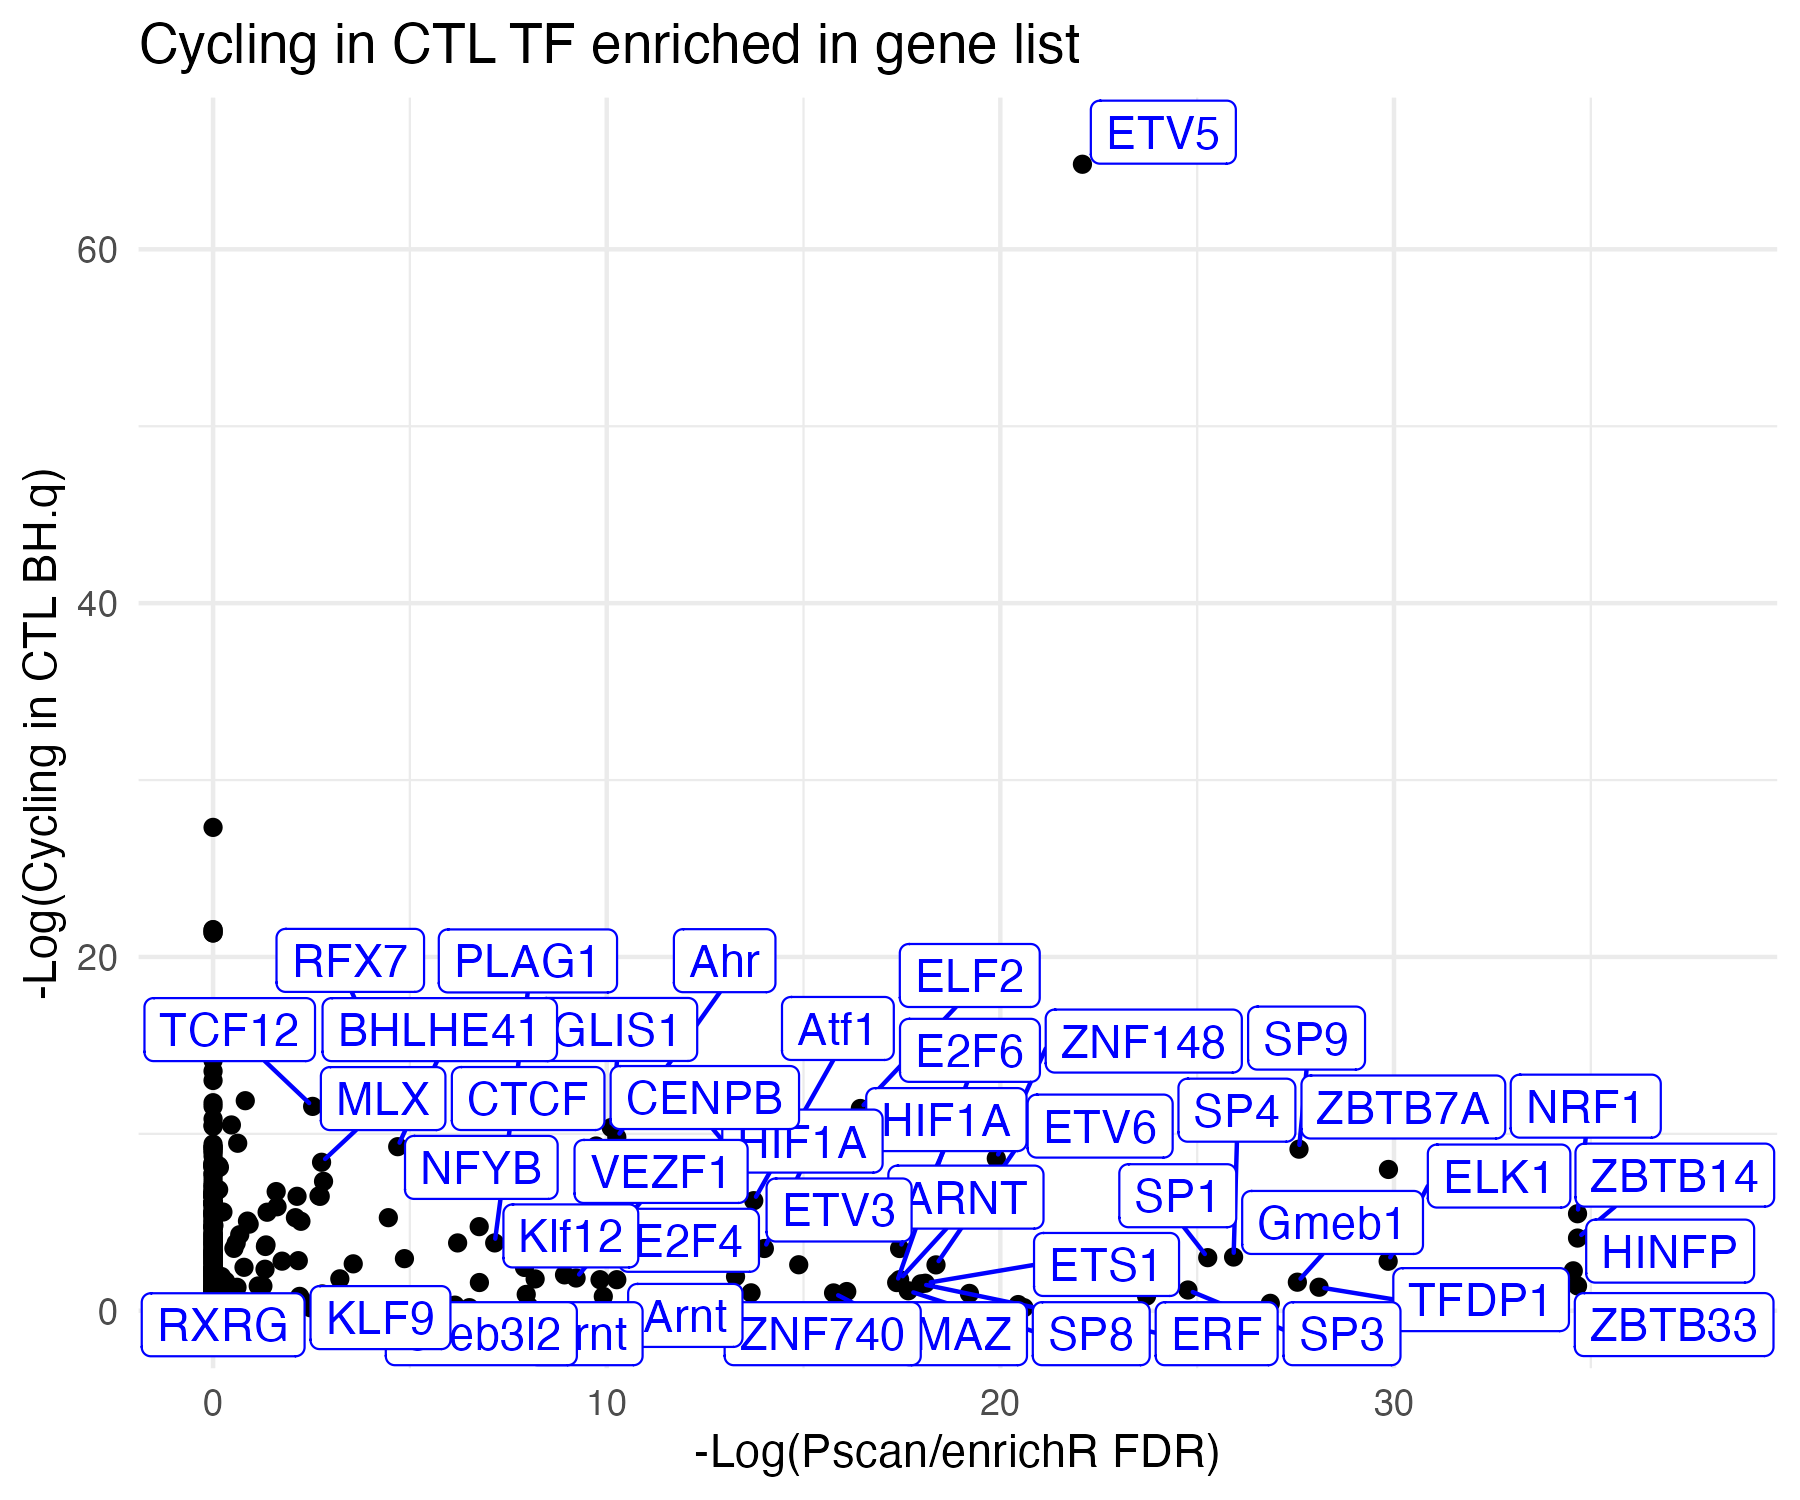 Cycling in CTL TF enriched in gene list
ETV5
60
40
20
0
-Log(Cycling in CTL BH.q)
RFX7
PLAG1
Ahr
ELF2
TCF12
BHLHE41
GLIS1
Atf1
E2F6
ZNF148
SP9
MLX
CTCF
CENPB
HIF1A
HIF1A
ETV6
SP4
ZBTB7A
NRF1
NFYB
VEZF1
ETV3
ARNT
SP1
ELK1
ZBTB14
Klf12
E2F4
Gmeb1
ETS1
HINFP
RXRG
KLF9
eb3l2
rnt
Arnt
ZNF740
MAZ
SP8
ERF
SP3
TFDP1
ZBTB33
0
10
20
30
-Log(Pscan/enrichR FDR)